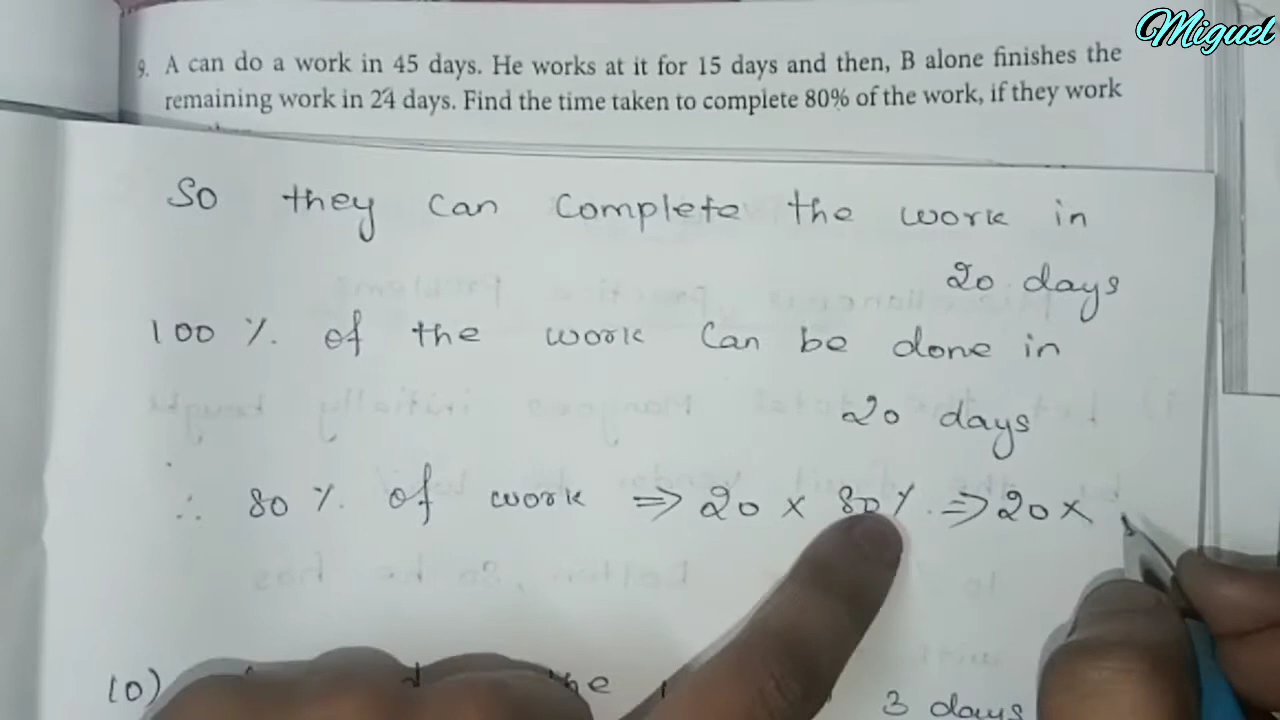 Miguel
9. A can do a work in 45 days. He works at it for 15 days and then, B alone finishes the
remaining work in 24 days. Find the time taken to complete 80% of the work, if they work
So they can complete the work in
20 days
100 % of the work can be done in
20 days
∴ 80 % of work ⇒ 20 x 80% ⇒ 20 x
10)
3 days